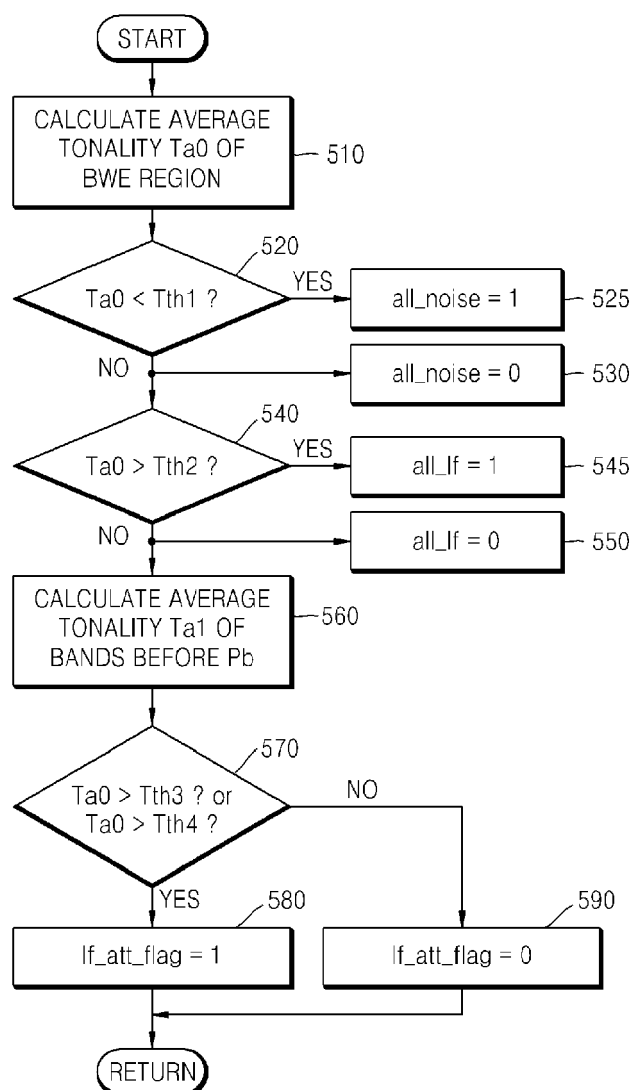 START
CALCULATE AVERAGE
TONALITY Ta0 OF
BWE REGION
510
520
Ta0 < Tth1 ?
YES
all_noise = 1
525
NO
all_noise = 0
530
540
Ta0 > Tth2 ?
YES
all_lf = 1
545
NO
all_lf = 0
550
CALCULATE AVERAGE
TONALITY Ta1 OF
BANDS BEFORE Pb
560
570
Ta0 > Tth3 ? or
Ta0 > Tth4 ?
NO
YES
580
lf_att_flag = 1
590
lf_att_flag = 0
RETURN